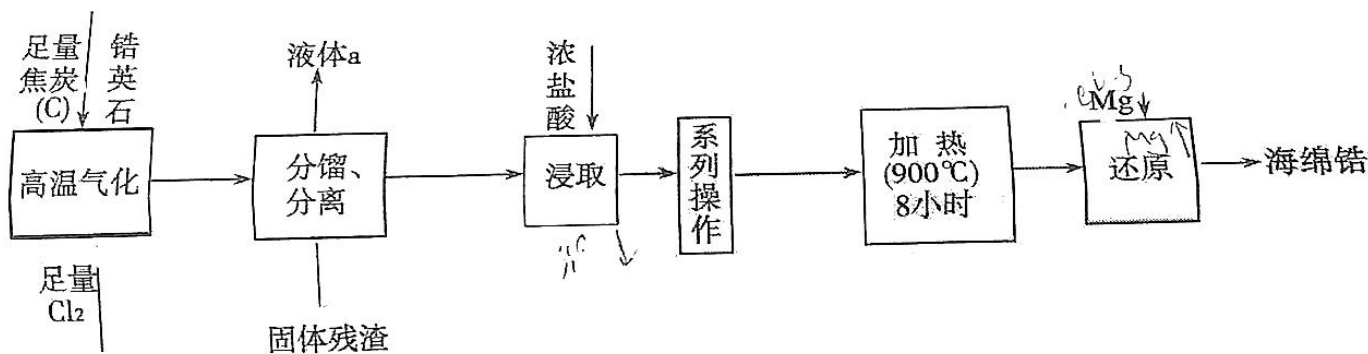 足量
焦炭
(C)
锆英石
高温气化
足量
Cl₂
液体a
分馏、
分离
固体残渣
浓盐酸
浸取
系列操作
加热
(900℃)
8小时
Mg
Mg↑
还原
海绵锆